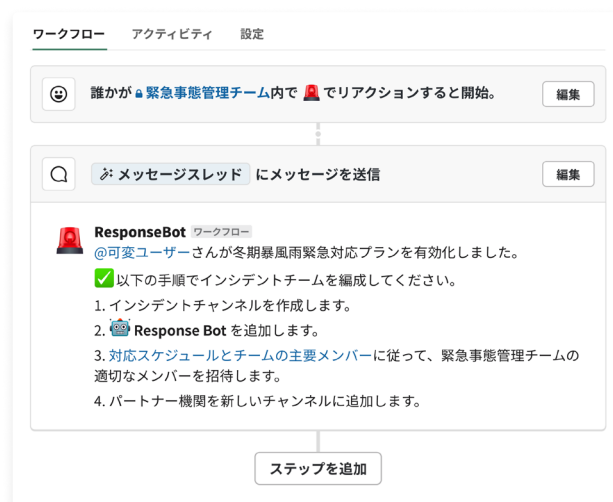 ワークフロー アクティビティ 設定
誰かが 緊急事態管理チーム内で 🚨 でリアクションすると開始。 編集
メッセージスレッド にメッセージを送信 編集
ResponseBot ワークフロー
@可変ユーザーさんが冬期暴風雨緊急対応プランを有効化しました。
✅以下の手順でインシデントチームを編成してください。
1. インシデントチャンネルを作成します。
2. 🤖 Response Bot を追加します。
3. 対応スケジュールとチームの主要メンバーに従って、緊急事態管理チームの
適切なメンバーを招待します。
4. パートナー機関を新しいチャンネルに追加します。
ステップを追加